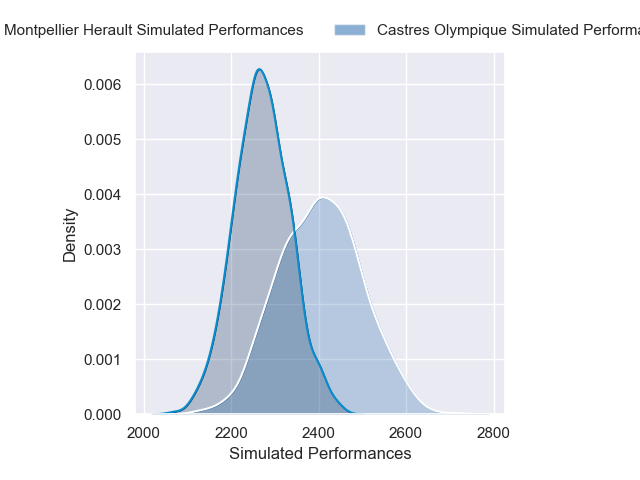 Montpellier Herault Simulated Performances
Castres Olympique Simulated
Density
0.006
0.005
0.004
0.003
0.002
0.001
0.000
2000 2200 2400 2600 2800
Simulated Performances